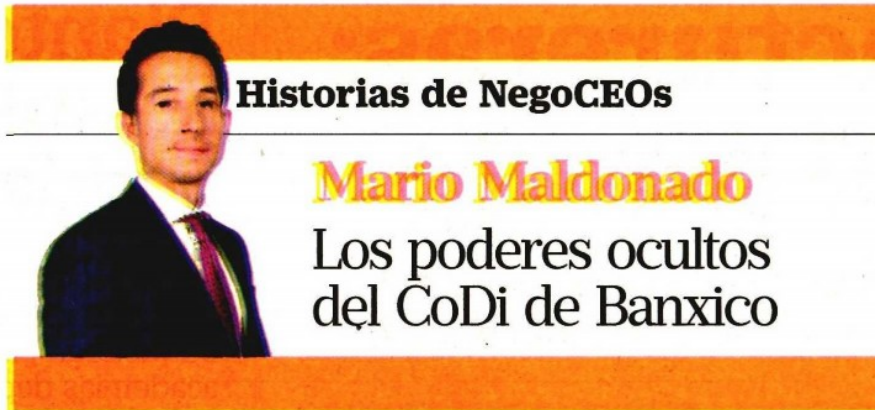 Historias de NegoCEOs
Mario Maldonado
Los poderes ocultos
del CoDi de Banxico